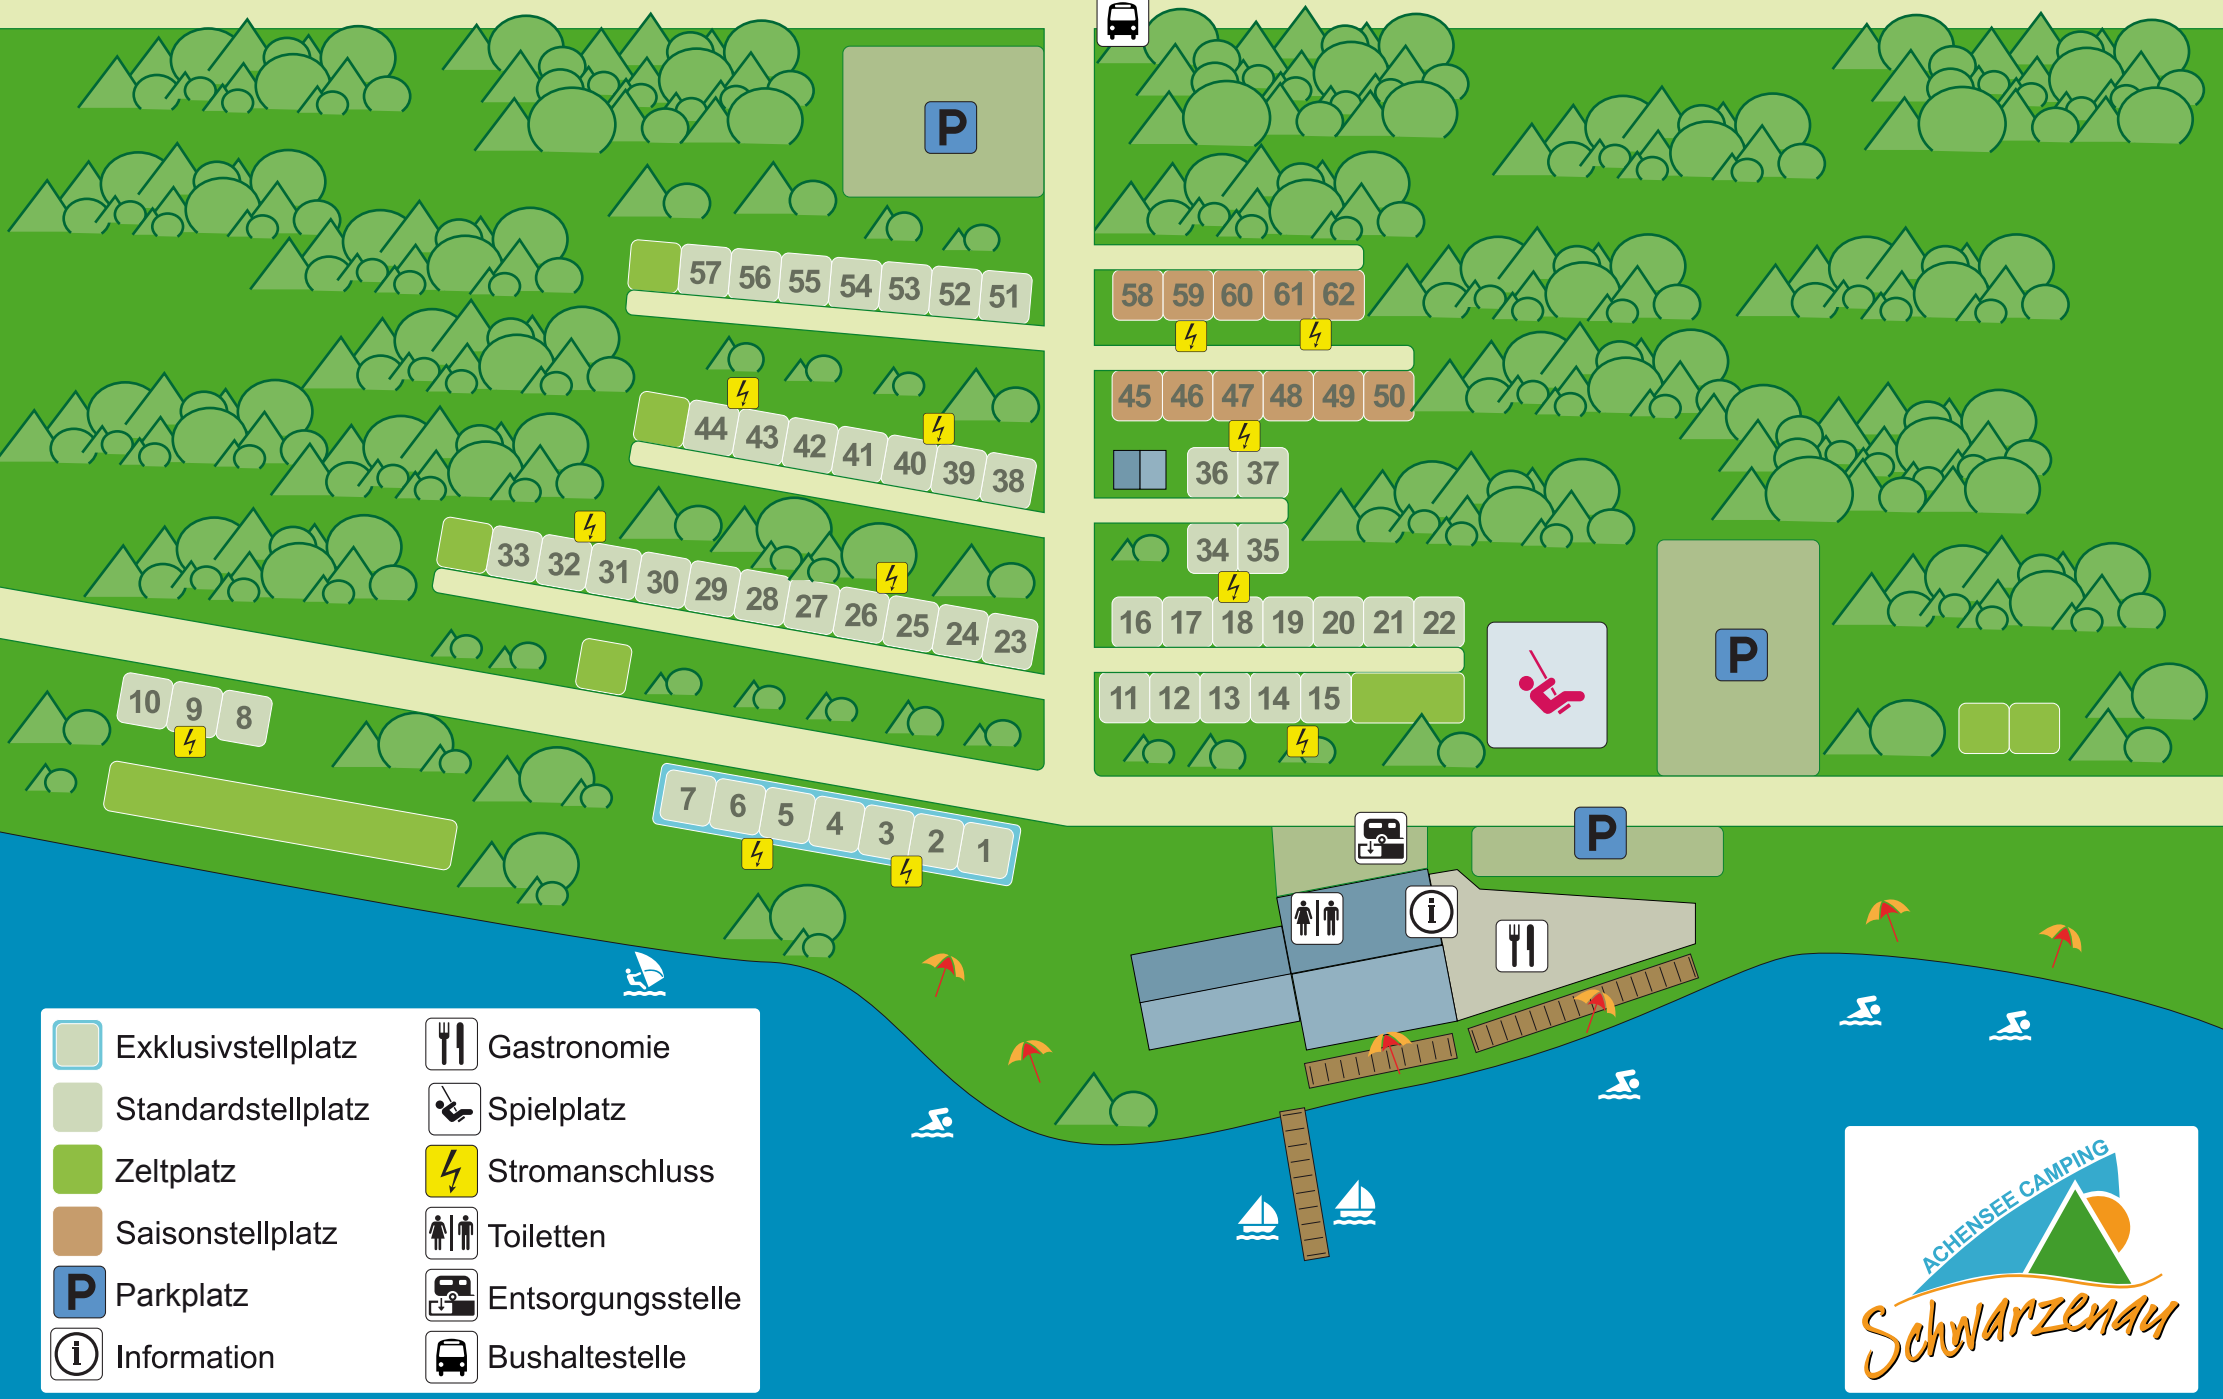 P
57 56 55 54 53 52 51
58 59 60 61 62
45 46 47 48 49 50
44 43 42 41 40 39 38
36 37
33 32 31 30 29 28 27 26 25 24 23
34 35
16 17 18 19 20 21 22
P
10 9 8
11 12 13 14 15
7 6 5 4 3 2 1
P
i
Exklusivstellplatz
Standardstellplatz
Zeltplatz
Saisonstellplatz
P Parkplatz
i Information
Gastronomie
Spielplatz
Stromanschluss
Toiletten
Entsorgungsstelle
Bushaltestelle
ACHENSEE CAMPING
Schwarzenau